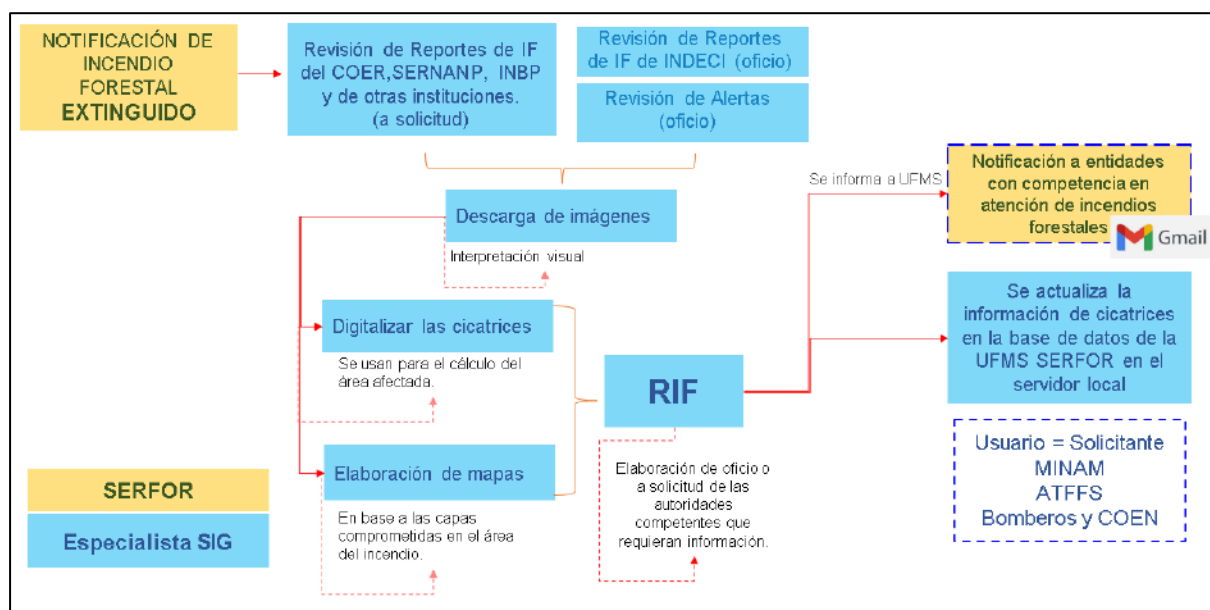 NOTIFICACIÓN DE
INCENDIO
FORESTAL
EXTINGUIDO
Revisión de Reportes de IF
del COER,SERNANP, INBP
y de otras instituciones.
(a solicitud)
Revisión de Reportes
de IF de INDECI (oficio)
Revisión de Alertas
(oficio)
Descarga de imágenes
Interpretación visual
Digitalizar las cicatrices
Se usan para el cálculo del
área afectada.
Elaboración de mapas
En base a las capas
comprometidas en el área
del incendio.
RIF
Elaboración de oficio o
a solicitud de las
autoridades
competentes que
requieran información.
Se informa a UFMS
Notificación a entidades
con competencia en
atención de incendios
forestales
Gmail
Se actualiza la
información de cicatrices
en la base de datos de la
UFMS SERFOR en el
servidor local
Usuario = Solicitante
MINAM
ATFFS
Bomberos y COEN
SERFOR
Especialista SIG